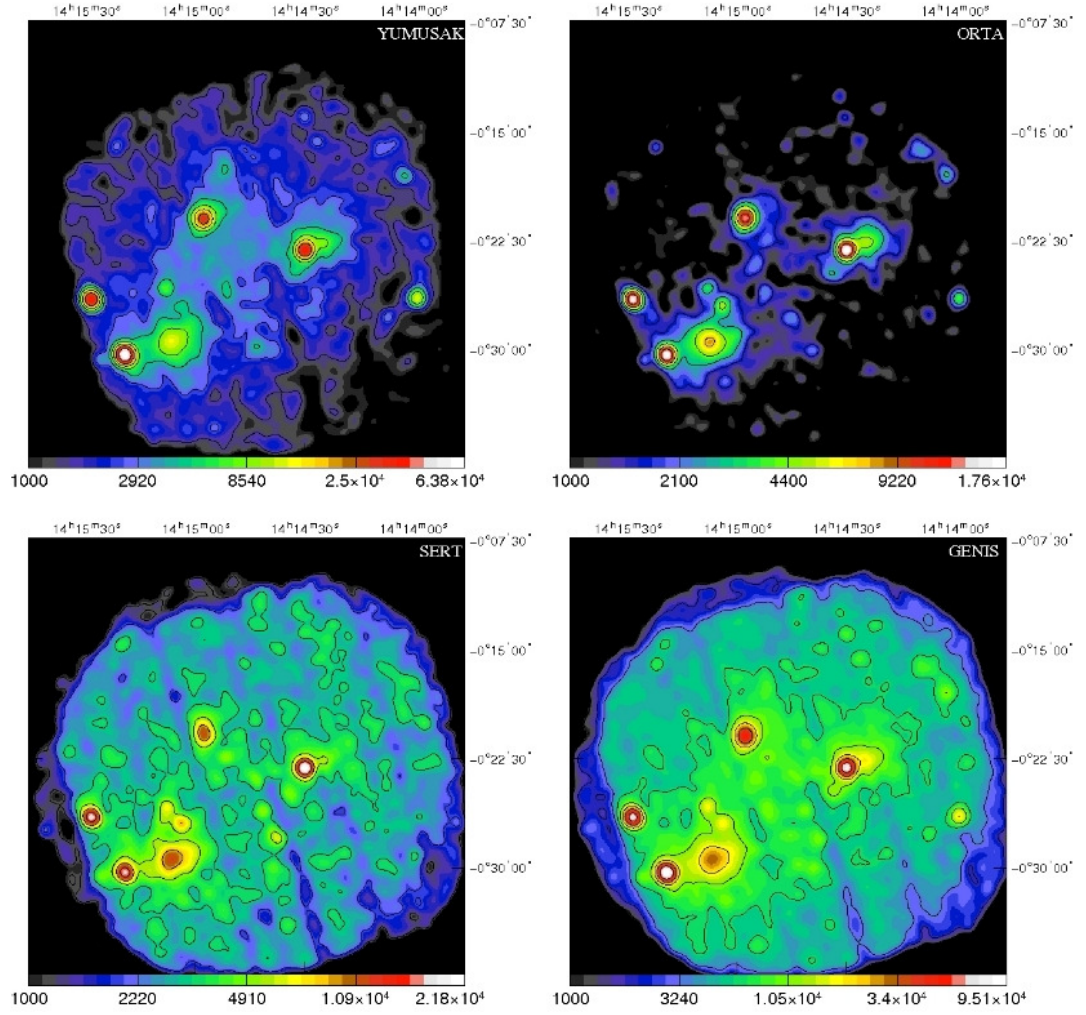 14ʰ15ᵐ30ˢ 14ʰ15ᵐ00ˢ 14ʰ14ᵐ30ˢ 14ʰ14ᵐ00ˢ
YUMUSAK
-0°07'30"
-0°15'00"
-0°22'30"
-0°30'00"
1000 2920 8540 2.5×10⁴ 6.38×10⁴
14ʰ15ᵐ30ˢ 14ʰ15ᵐ00ˢ 14ʰ14ᵐ30ˢ 14ʰ14ᵐ00ˢ
ORTA
-0°07'30"
-0°15'00"
-0°22'30"
-0°30'00"
1000 2100 4400 9220 1.76×10⁴
14ʰ15ᵐ30ˢ 14ʰ15ᵐ00ˢ 14ʰ14ᵐ30ˢ 14ʰ14ᵐ00ˢ
SERT
-0°07'30"
-0°15'00"
-0°22'30"
-0°30'00"
1000 2220 4910 1.09×10⁴ 2.18×10⁴
14ʰ15ᵐ30ˢ 14ʰ15ᵐ00ˢ 14ʰ14ᵐ30ˢ 14ʰ14ᵐ00ˢ
GENIS
-0°07'30"
-0°15'00"
-0°22'30"
-0°30'00"
1000 3240 1.05×10⁴ 3.4×10⁴ 9.51×10⁴